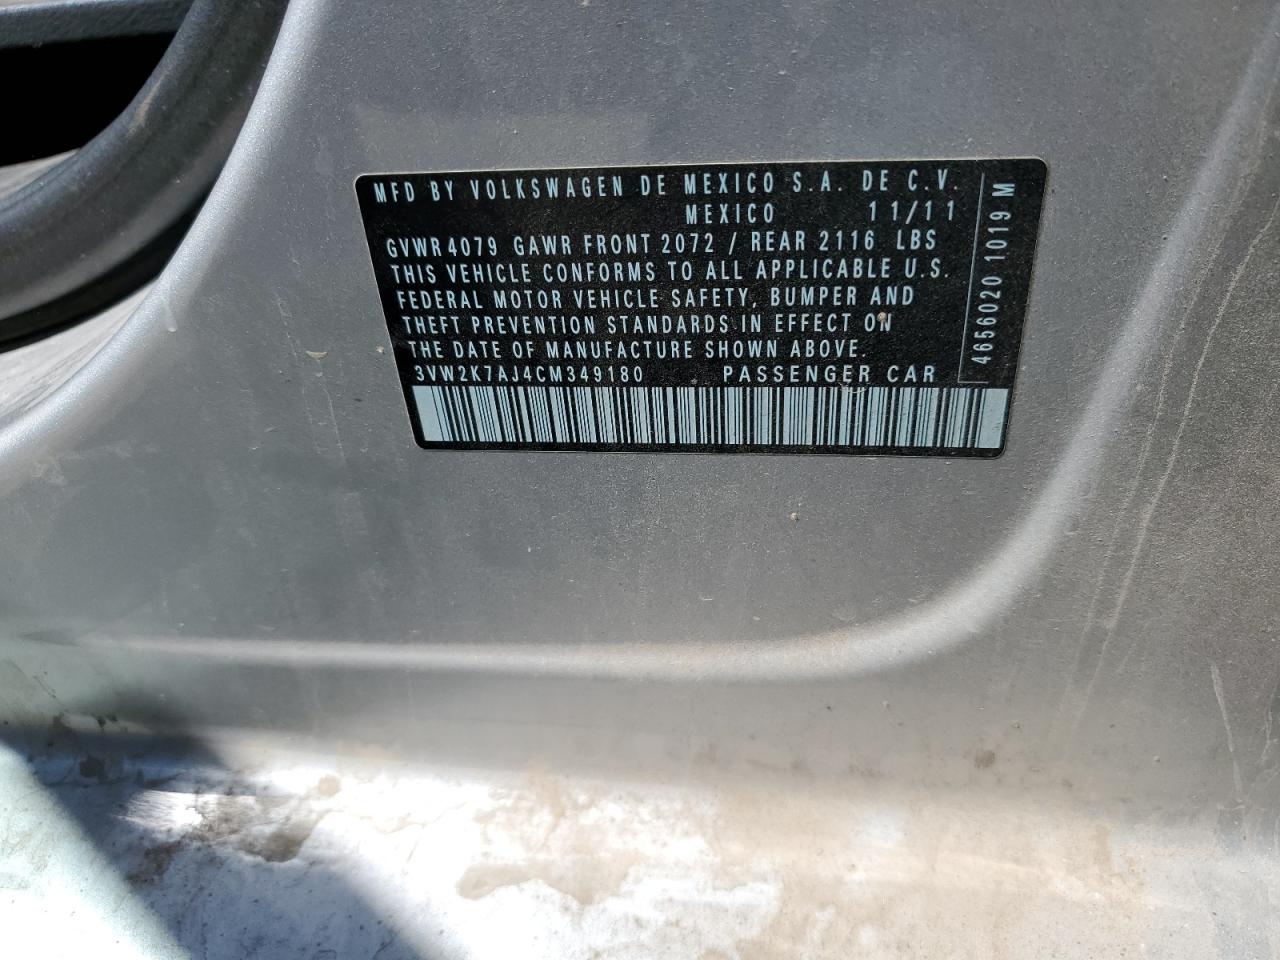 MFD BY VOLKSWAGEN DE MEXICO S.A. DE C.V.
MEXICO 11/11
GVWR 4079 GAWR FRONT 2072 / REAR 2116 LBS
THIS VEHICLE CONFORMS TO ALL APPLICABLE U.S.
FEDERAL MOTOR VEHICLE SAFETY, BUMPER AND
THEFT PREVENTION STANDARDS IN EFFECT ON
THE DATE OF MANUFACTURE SHOWN ABOVE.
3VW2K7AJ4CM349180 PASSENGER CAR
4656020 1019 M